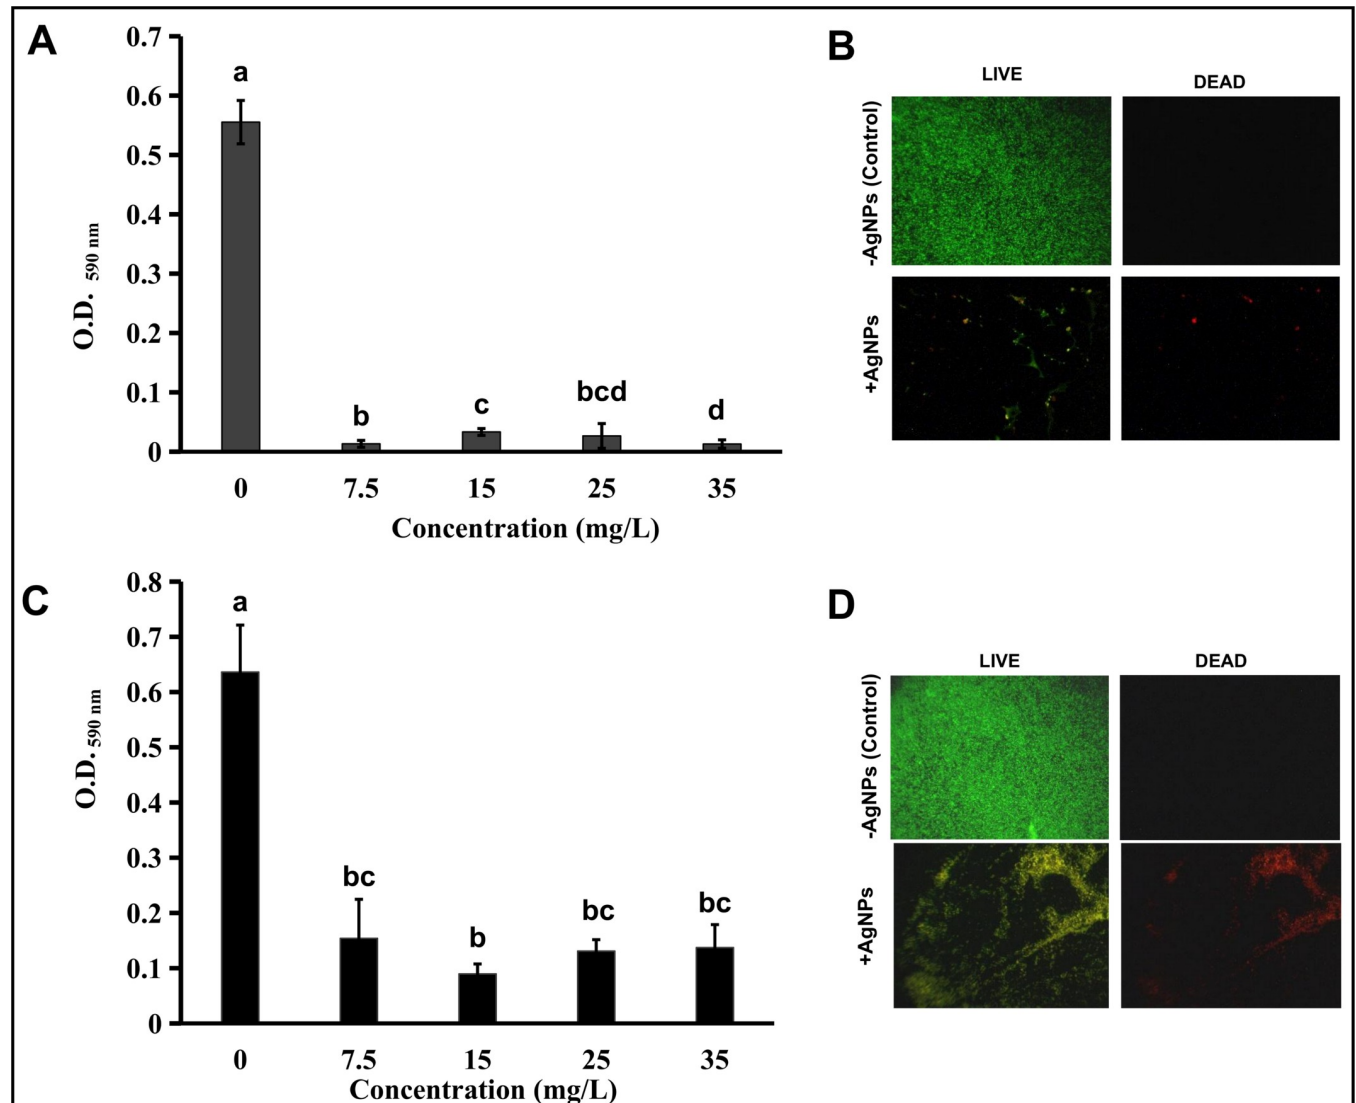 A
0.7
0.6
0.5
0.4
0.3
0.2
0.1
0
O.D. 590 nm
a
b
c
bcd
d
0 7.5 15 25 35
Concentration (mg/L)
B
LIVE DEAD
-AgNPs (Control)
+AgNPs
C
0.8
0.7
0.6
0.5
0.4
0.3
0.2
0.1
0
O.D. 590 nm
a
bc
b
bc
bc
0 7.5 15 25 35
Concentration (mg/L)
D
LIVE DEAD
-AgNPs (Control)
+AgNPs